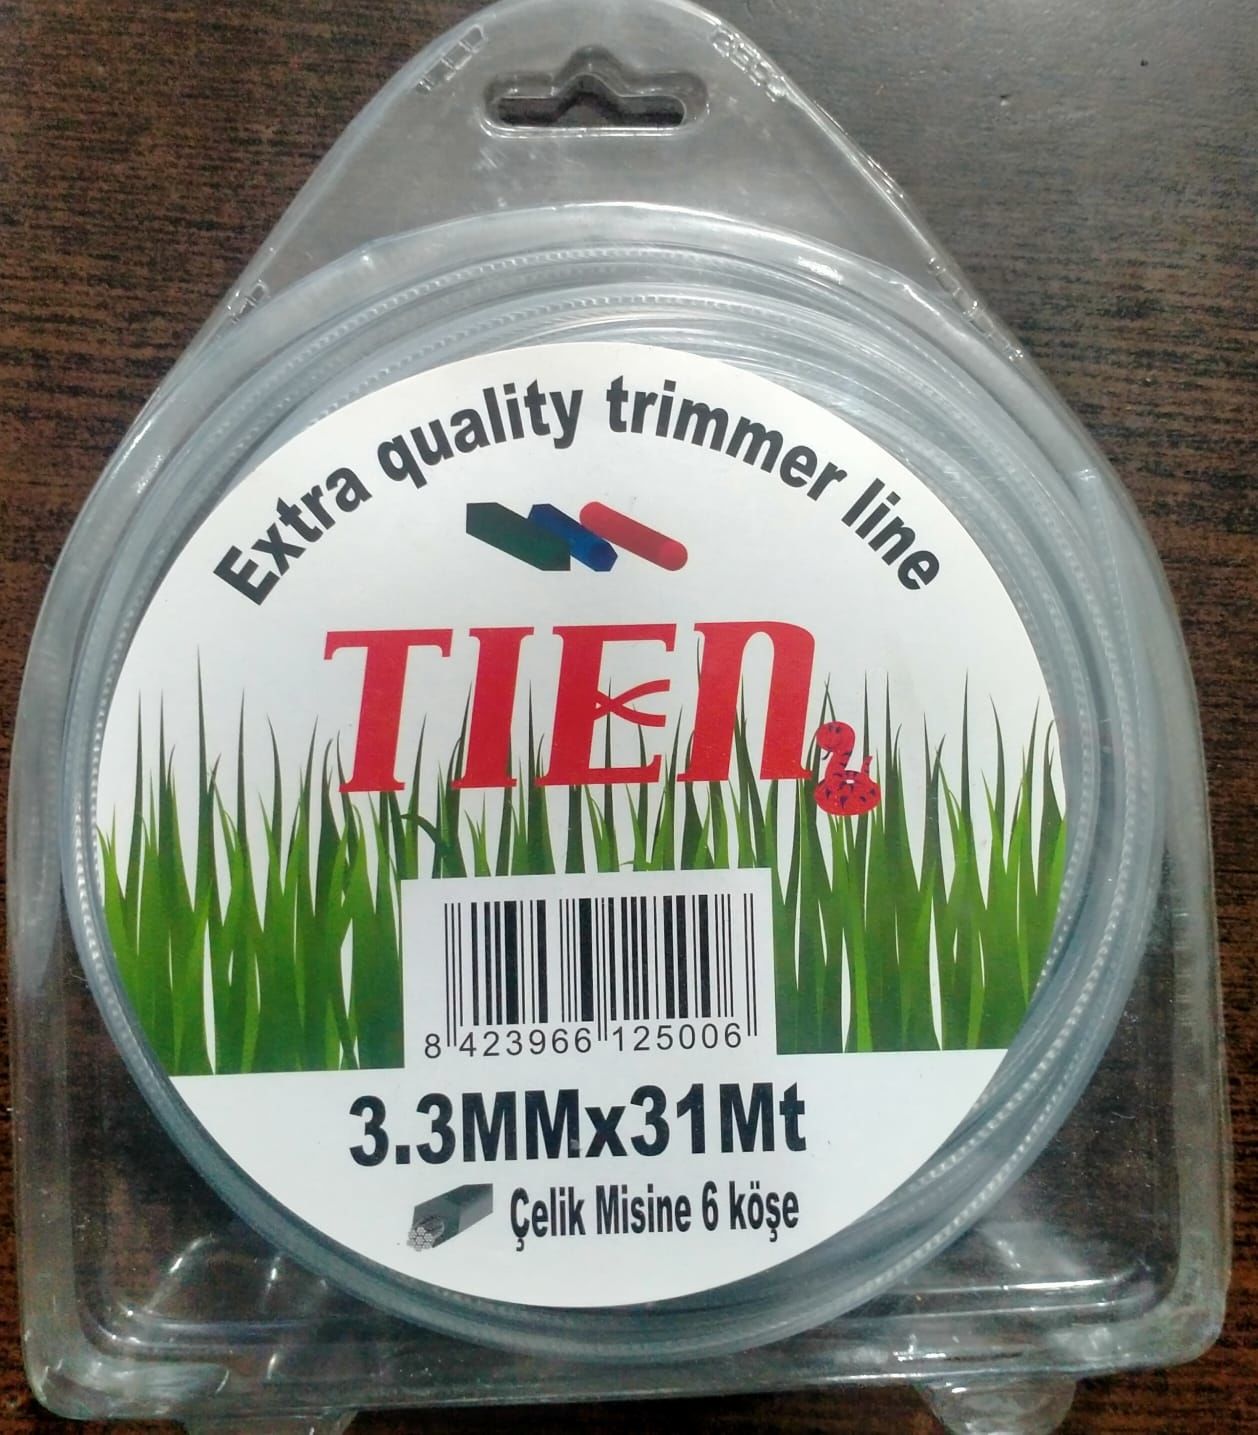 Extra quality trimmer line
TIEN
8 423966 125006
3.3MMx31Mt
Çelik Misine 6 köşe